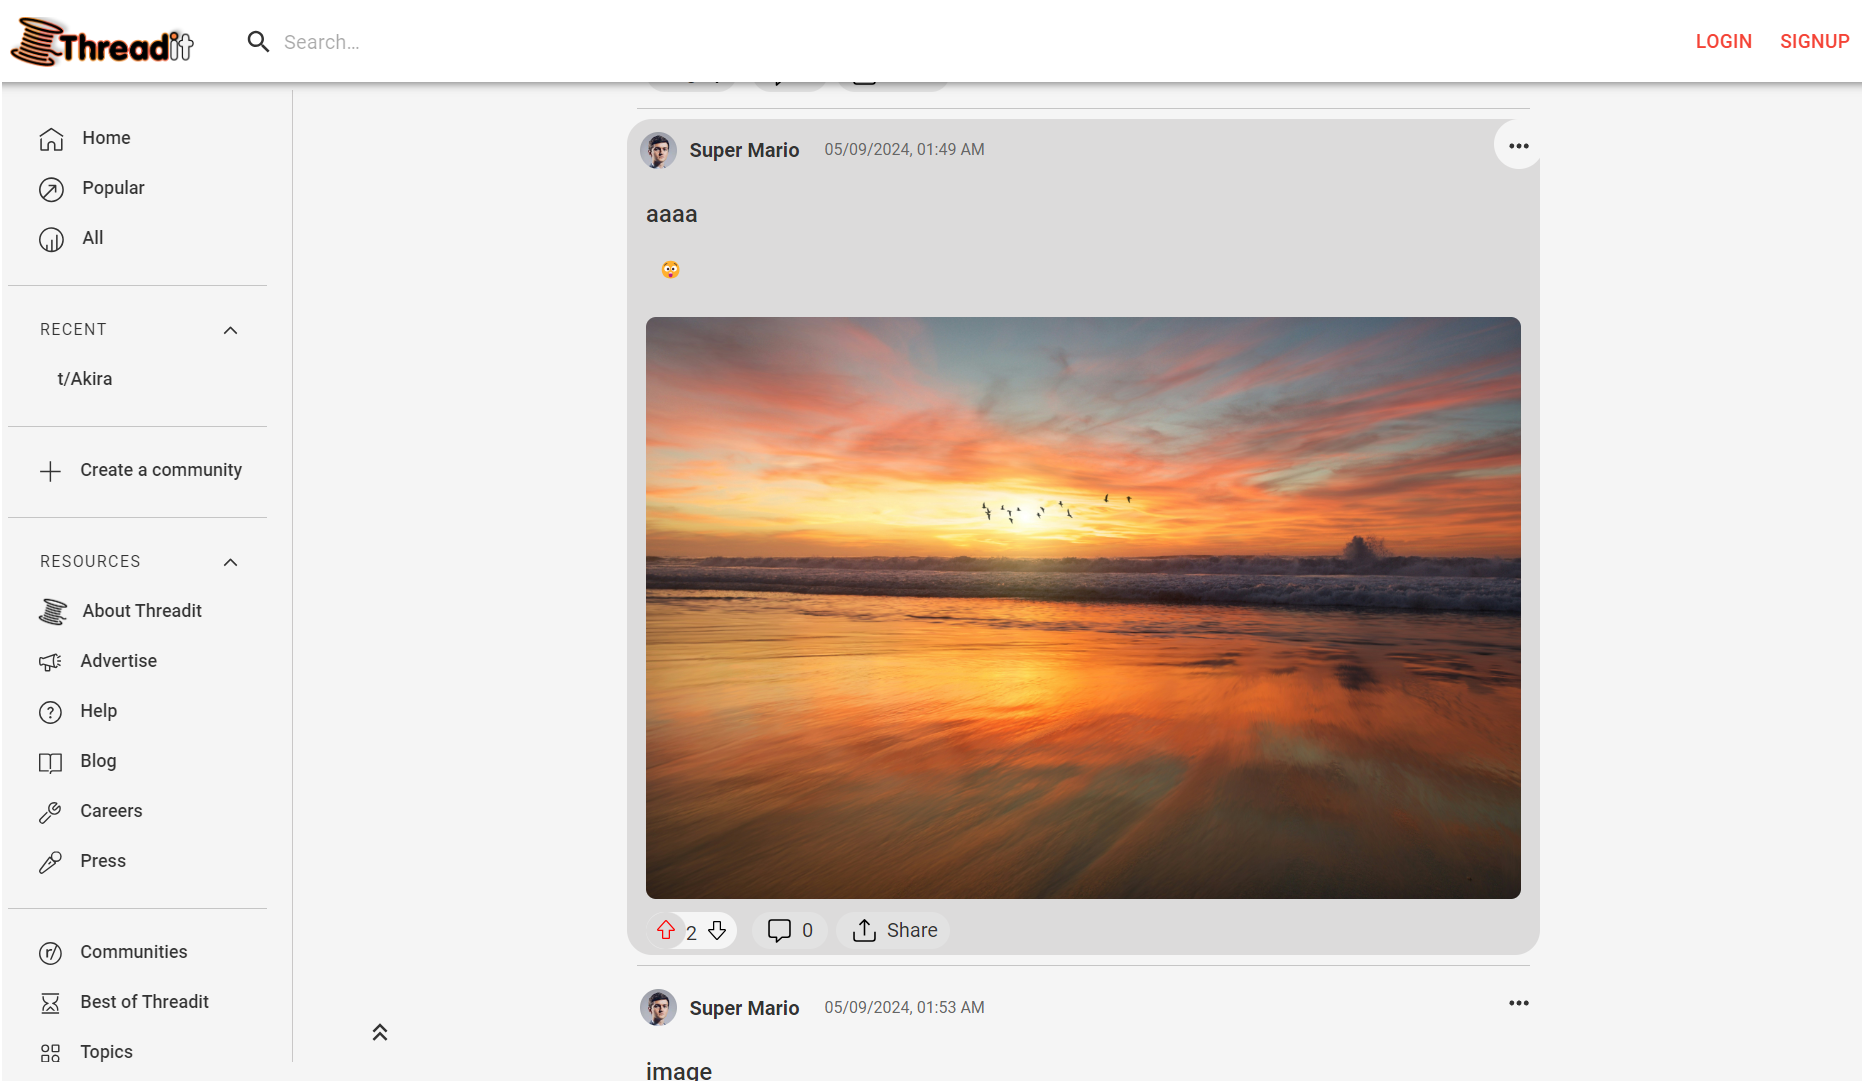 Threadit
Search...
LOGIN
SIGNUP
Home
Popular
All
RECENT
t/Akira
Create a community
RESOURCES
About Threadit
Advertise
Help
Blog
Careers
Press
r/ Communities
Best of Threadit
Topics
Super Mario 05/09/2024, 01:49 AM
aaaa
2
0
Share
Super Mario 05/09/2024, 01:53 AM
image